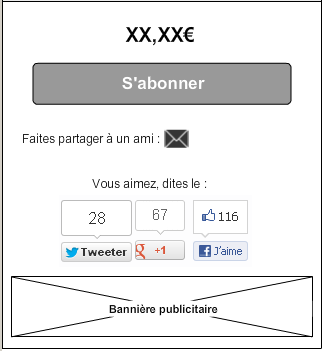 XX,XX€
S'abonner
Faites partager à un ami :
Vous aimez, dites le :
28 67 116
Tweeter g +1 f J'aime
Bannière publicitaire